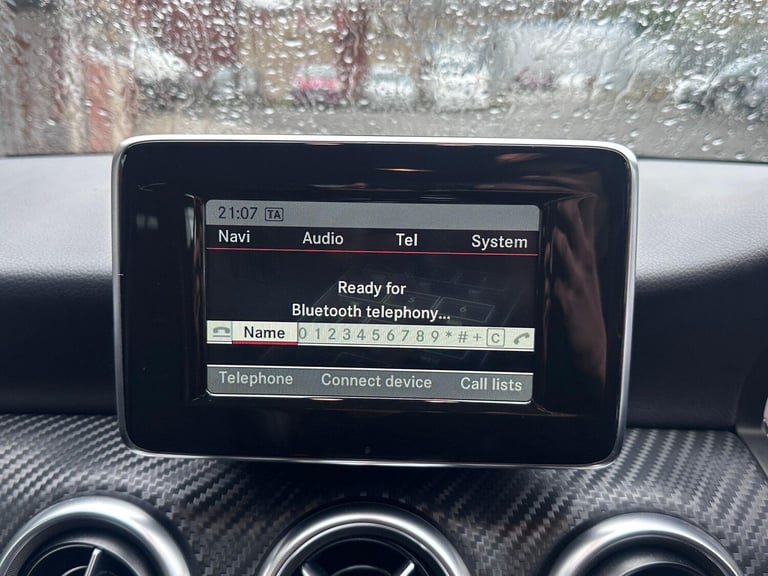 21:07 TA
Navi Audio Tel System
Ready for
Bluetooth telephony...
Name 0 1 2 3 4 5 6 7 8 9 * # + C
Telephone Connect device Call lists